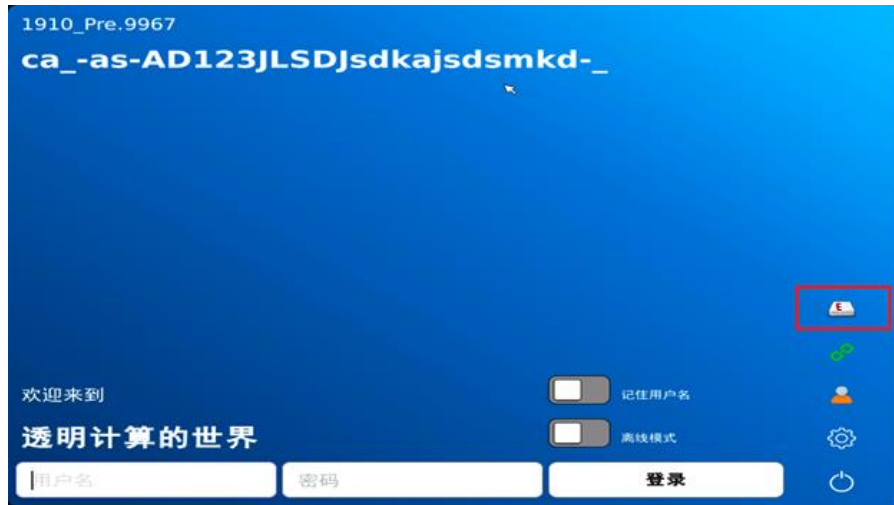 1910_Pre.9967
ca_-as-AD123JLSDJsdkajsdsmkd-_
E
欢迎来到
记住用户名
透明计算的世界
离线模式
用户名
密码
登录